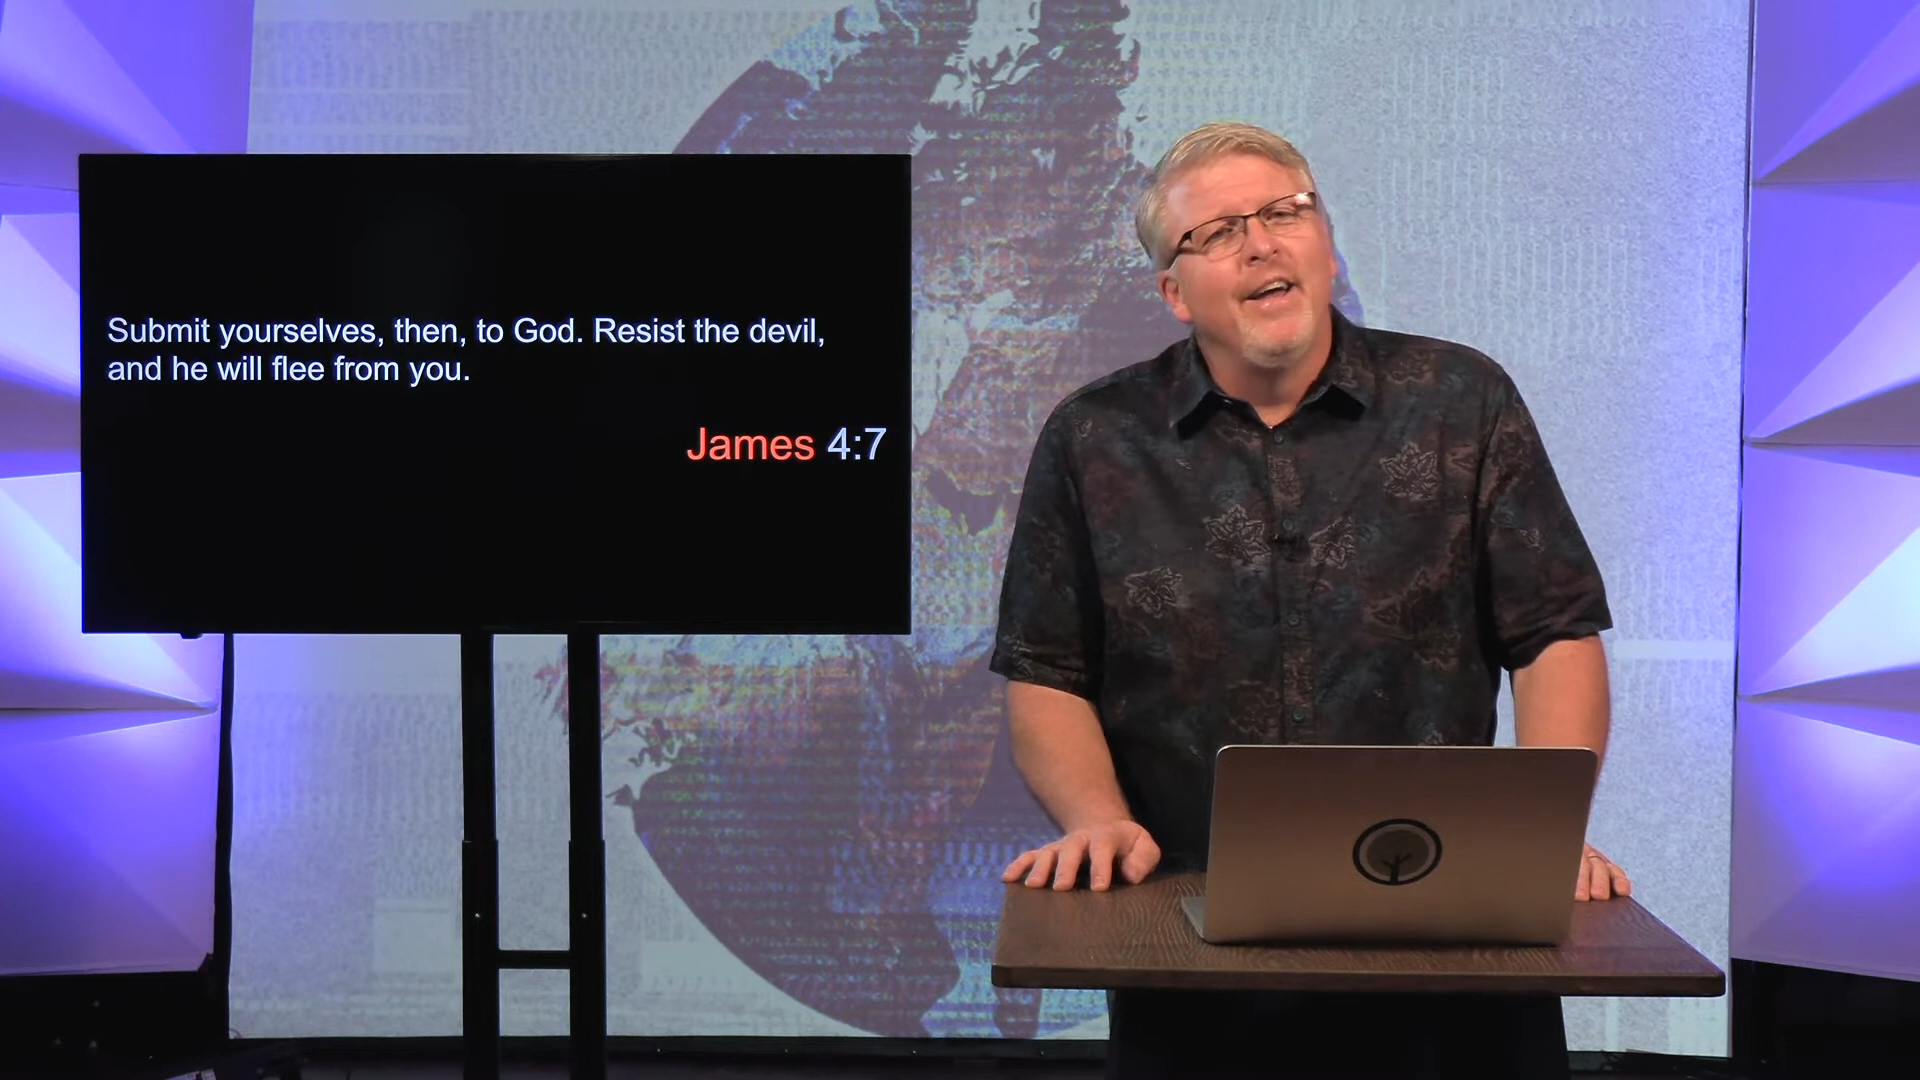 Submit yourselves, then, to God. Resist the devil,
and he will flee from you.
James 4:7